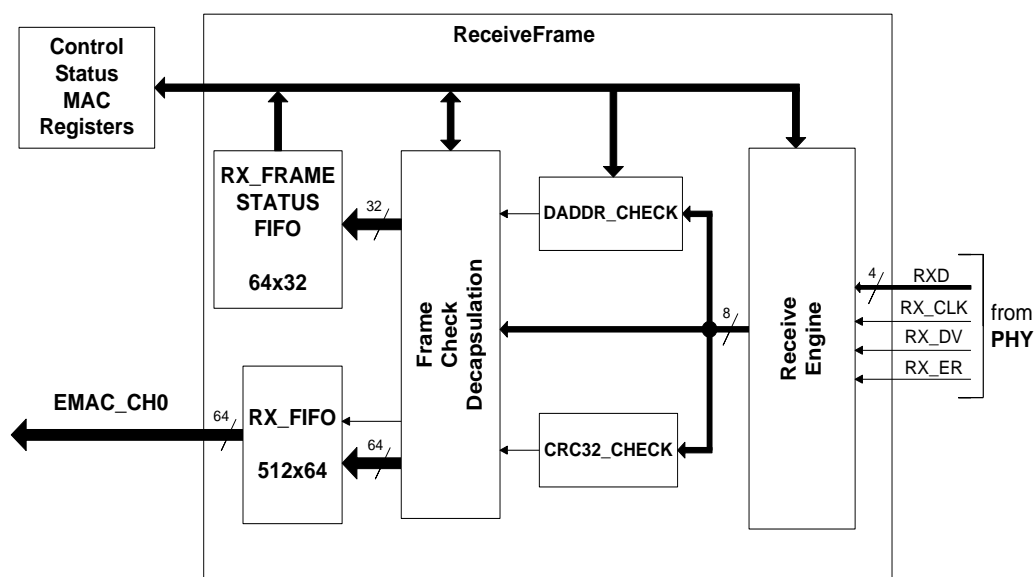 ReceiveFrame
Control
Status
MAC
Registers
RX_FRAME
STATUS
FIFO
64x32
32
Frame
Check
Decapsulation
DADDR_CHECK
8
Receive
Engine
4
RXD
RX_CLK
RX_DV
RX_ER
from
PHY
EMAC_CH0
64
RX_FIFO
512x64
64
CRC32_CHECK